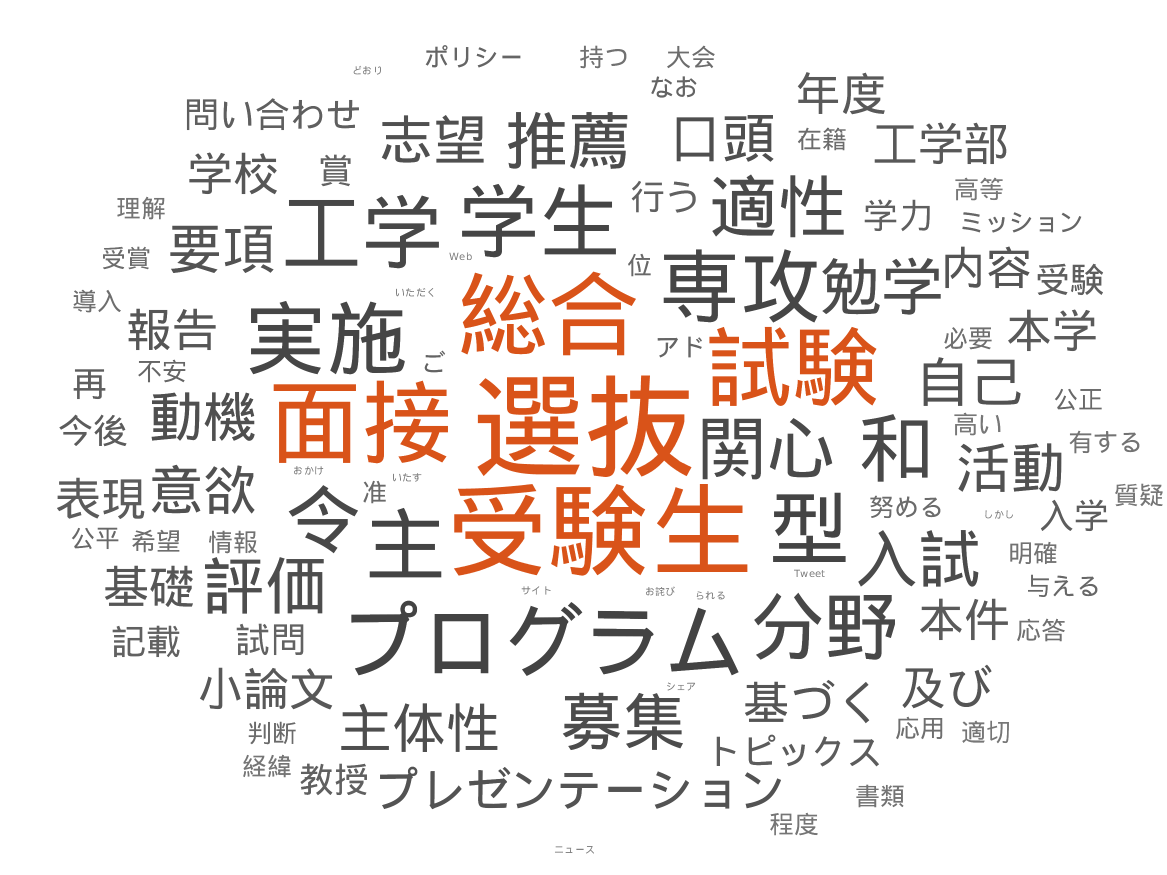 ポリシー 持つ 大会
どおり
なお
年度
問い合わせ 志望 推薦 口頭 在籍 工学部
学校 賞
理解 工学 学生 行う 適性 学力 高等 ミッション
受賞 要項 Web 位 専攻 勉学 内容 受験
導入 いただく 総合
報告 実施 ご アド 試験 必要 本学
再 不安 面接 選抜 自己 公正
今後 動機 関心 和 高い 有する
表現 意欲 おかけ いたす 活動 質疑
令 准 努める しかし 入学
公平 希望 情報 主 受験生 型 入試 明確
基礎 評価 サイト お詫び られる Tweet 与える
記載 試問 プログラム 分野 本件 応答
小論文 シェア 基づく 及び
判断 主体性 募集 応用 適切
経緯 教授 プレゼンテーション トピックス
書類
程度
ニュース